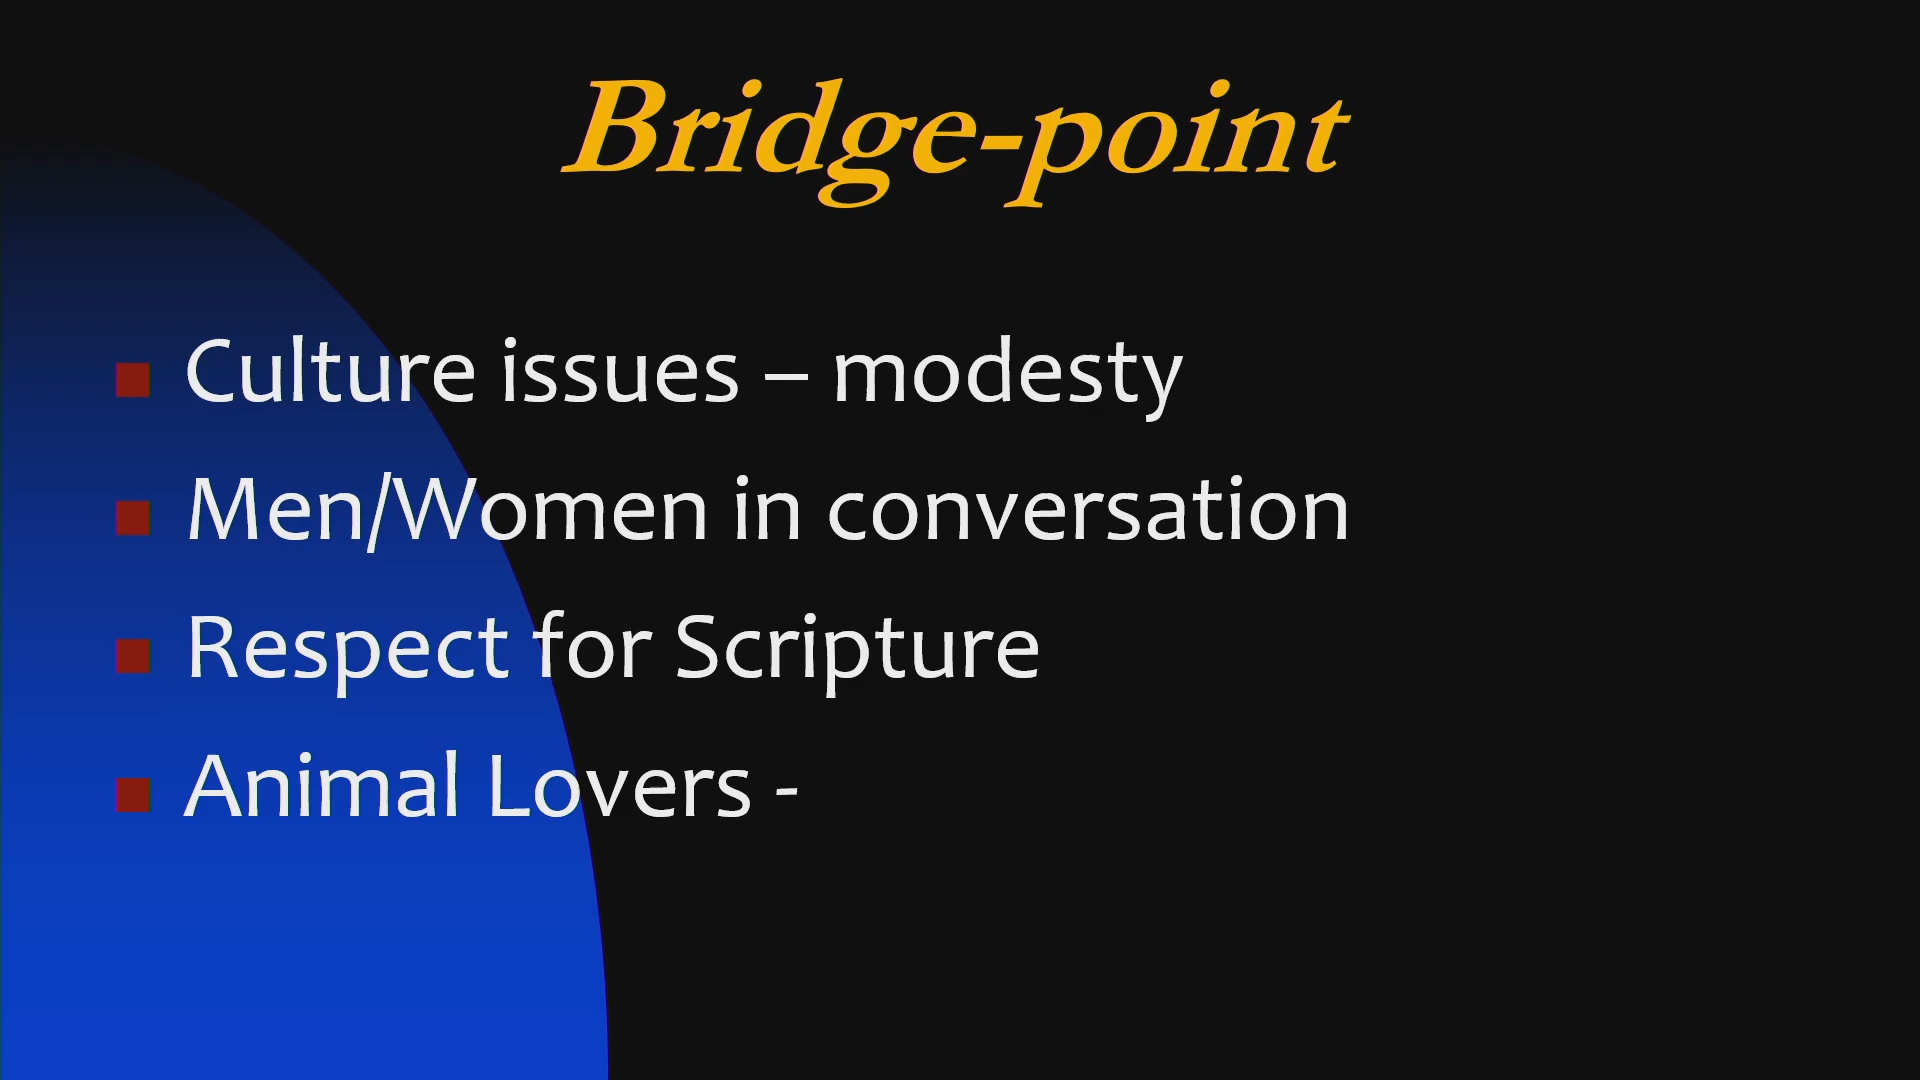 Bridge-point
Culture issues – modesty
Men/Women in conversation
Respect for Scripture
Animal Lovers -